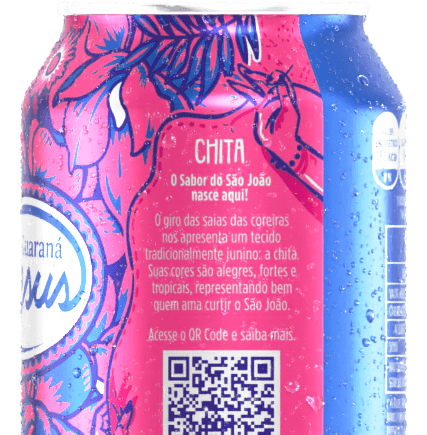 CHITA
O Sabor do São João
nasce aqui!
O giro das saias das coreiras
nos apresenta um tecido
tradicionalmente junino: a chita.
Suas cores são alegres, fortes e
tropicais, representando bem
quem ama curtir o São João.
Acesse o QR Code e saiba mais.
Guaraná